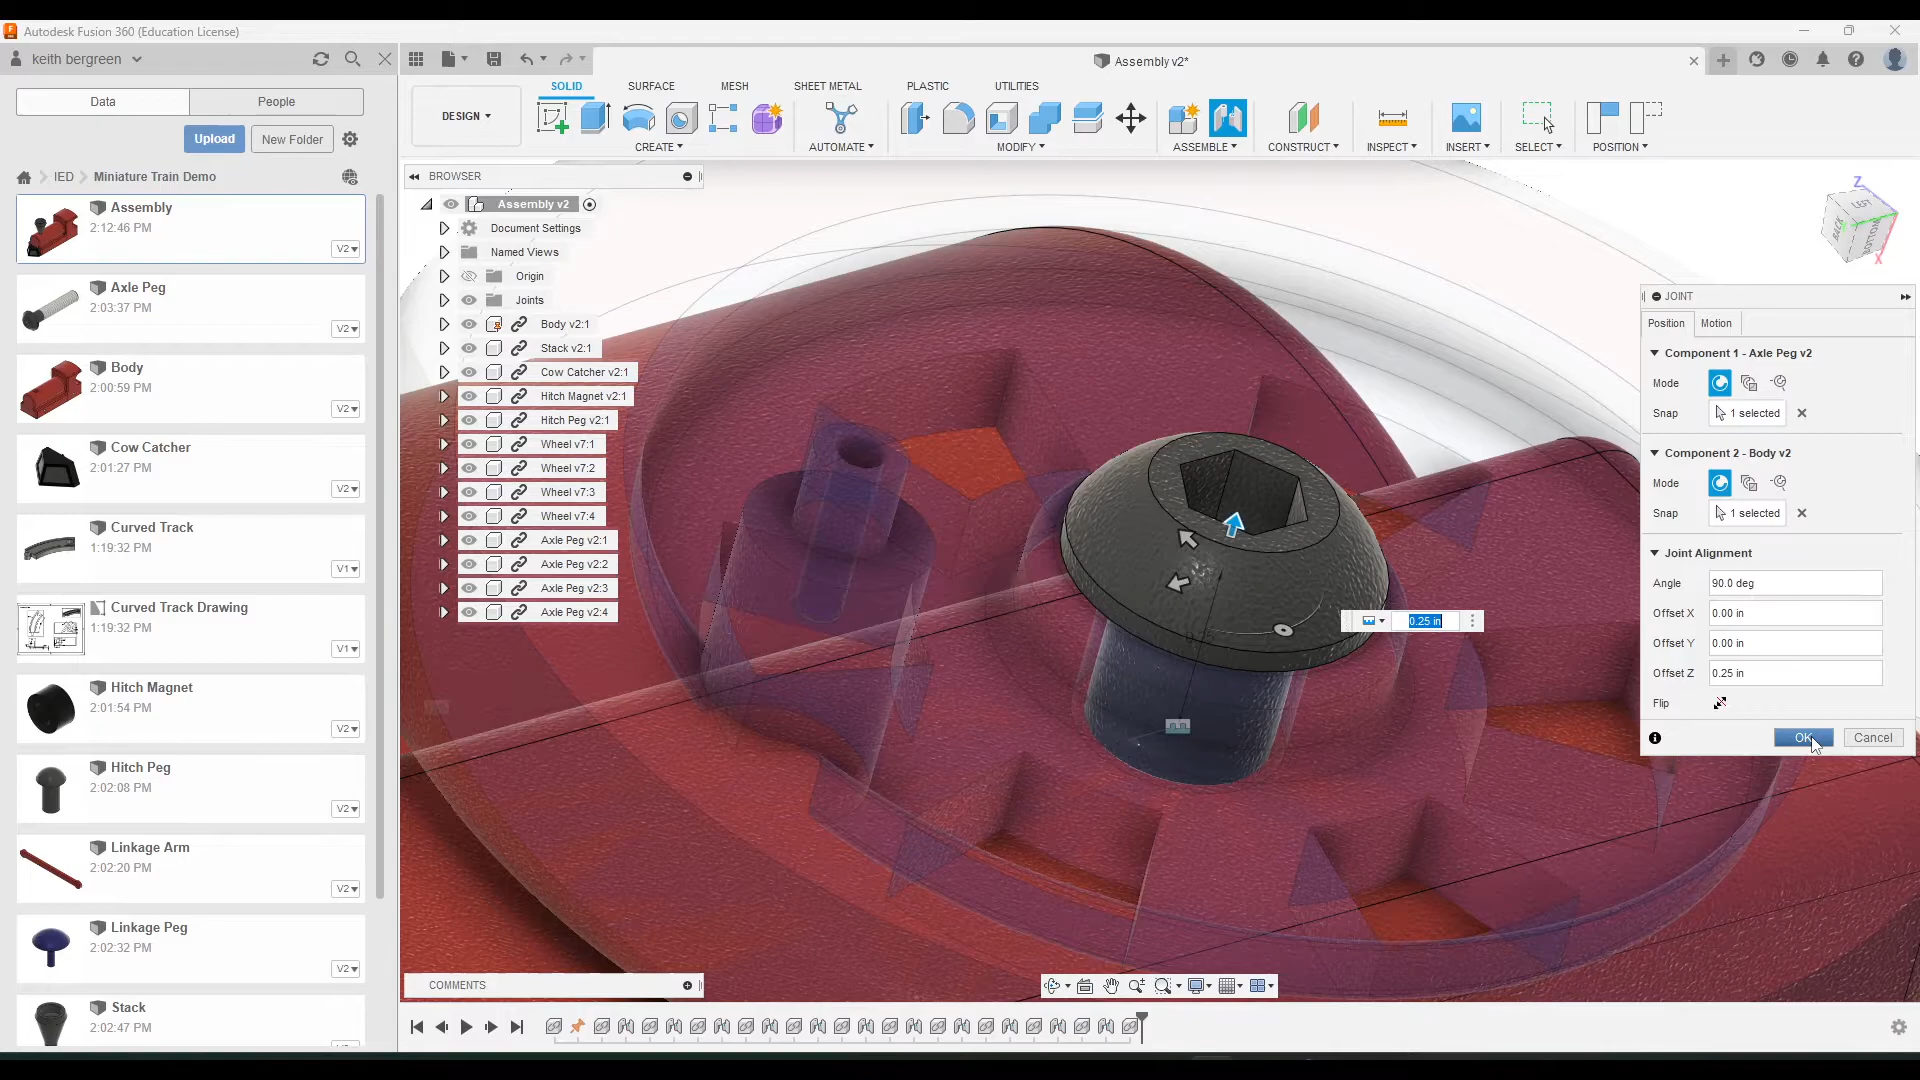 Autodesk Fusion 360 (Education License)
keith bergreen
Assembly v2*
Data
People
Upload
New Folder
IED
Miniature Train Demo
Assembly
2:12:46 PM
V2
Axle Peg
2:03:37 PM
V2
Body
2:00:59 PM
V2
Cow Catcher
2:01:27 PM
V2
Curved Track
1:19:32 PM
V1
Curved Track Drawing
1:19:32 PM
V1
Hitch Magnet
2:01:54 PM
V2
Hitch Peg
2:02:08 PM
V2
Linkage Arm
2:02:20 PM
V2
Linkage Peg
2:02:32 PM
V2
Stack
2:02:47 PM
DESIGN
SOLID
SURFACE
MESH
SHEET METAL
PLASTIC
UTILITIES
CREATE
AUTOMATE
MODIFY
ASSEMBLE
CONSTRUCT
INSPECT
INSERT
SELECT
POSITION
BROWSER
Assembly v2
Document Settings
Named Views
Origin
Joints
Body v2:1
Stack v2:1
Cow Catcher v2:1
Hitch Magnet v2:1
Hitch Peg v2:1
Wheel v7:1
Wheel v7:2
Wheel v7:3
Wheel v7:4
Axle Peg v2:1
Axle Peg v2:2
Axle Peg v2:3
Axle Peg v2:4
Z
LEFT
BACK
BOTTOM
X
0.25 in
JOINT
Position
Motion
Component 1 - Axle Peg v2
Mode
Snap
1 selected
Component 2 - Body v2
Mode
Snap
1 selected
Joint Alignment
Angle
90.0 deg
Offset X
0.00 in
Offset Y
0.00 in
Offset Z
0.25 in
Flip
OK
Cancel
COMMENTS